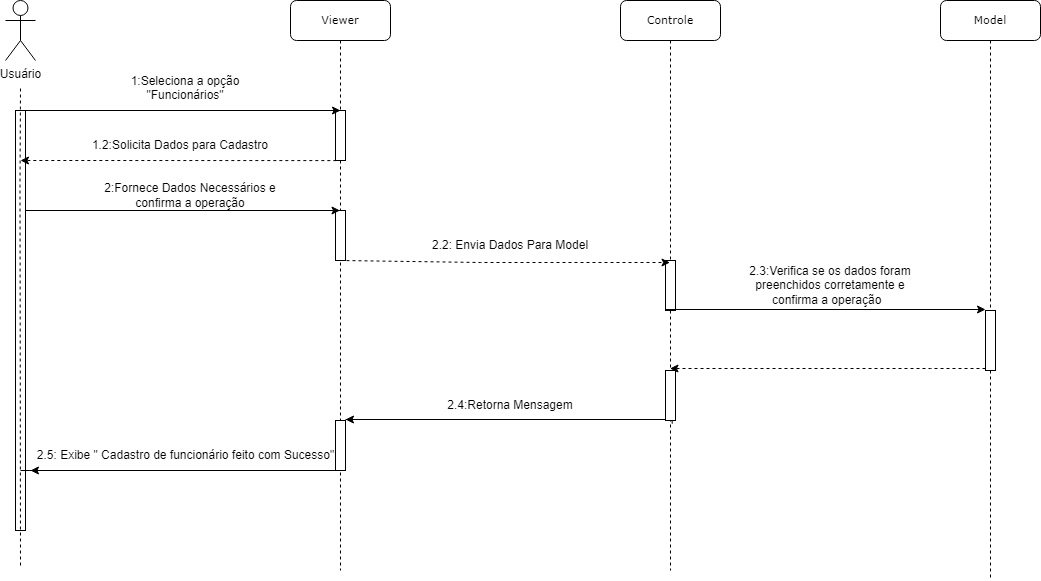 Viewer
Controle
Model
Usuário
1:Seleciona a opção
"Funcionários"
1.2:Solicita Dados para Cadastro
2:Fornece Dados Necessários e
confirma a operação
2.2: Envia Dados Para Model
2.3:Verifica se os dados foram
preenchidos corretamente e
confirma a operação
2.4:Retorna Mensagem
2.5: Exibe " Cadastro de funcionário feito com Sucesso"